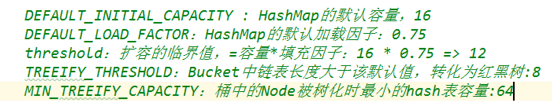 DEFAULT_INITIAL_CAPACITY : HashMap的默认容量，16
DEFAULT_LOAD_FACTOR：HashMap的默认加载因子：0.75
threshold：扩容的临界值，=容量*填充因子：16 * 0.75 => 12
TREEIFY_THRESHOLD：Bucket中链表长度大于该默认值，转化为红黑树:8
MIN_TREEIFY_CAPACITY：桶中的Node被树化时最小的hash表容量:64